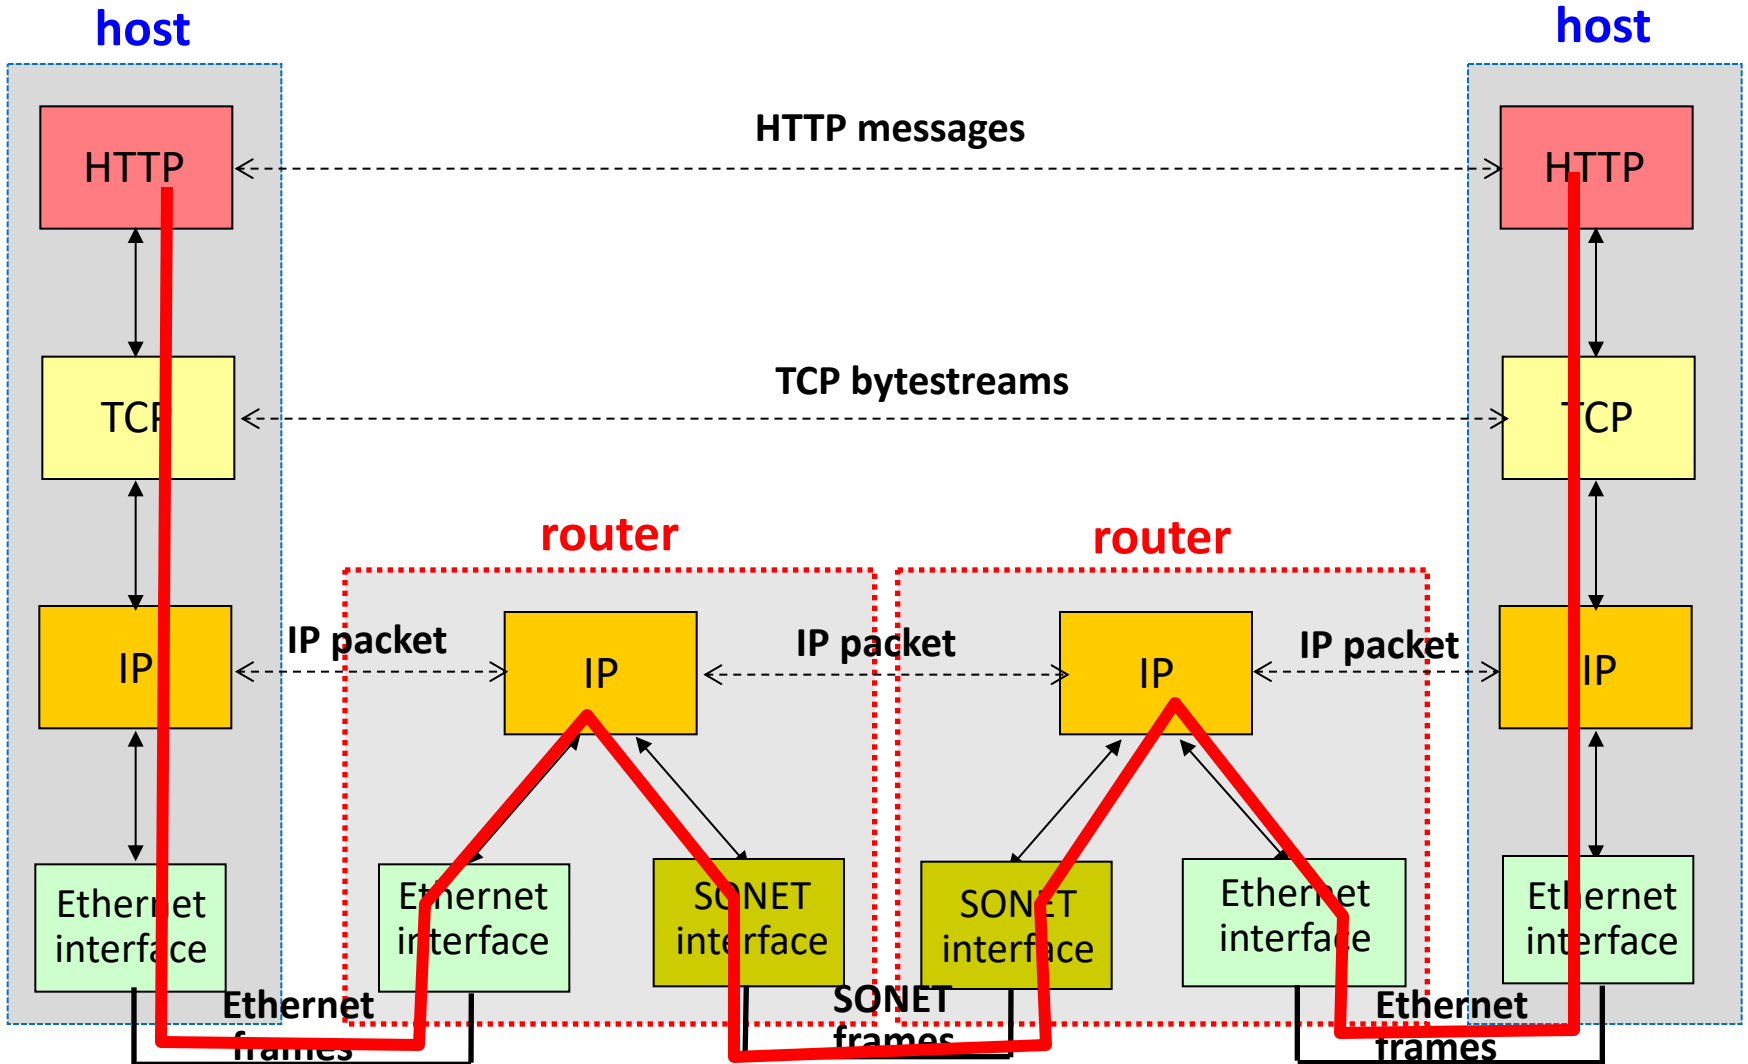 host
host
HTTP
HTTP messages
HTTP
TCP
TCP bytestreams
TCP
router
router
IP
IP packet
IP
IP packet
IP
IP packet
IP
Ethernet
interface
Ethernet
interface
SONET
interface
SONET
interface
Ethernet
interface
Ethernet
interface
Ethernet
frames
SONET
frames
Ethernet
frames